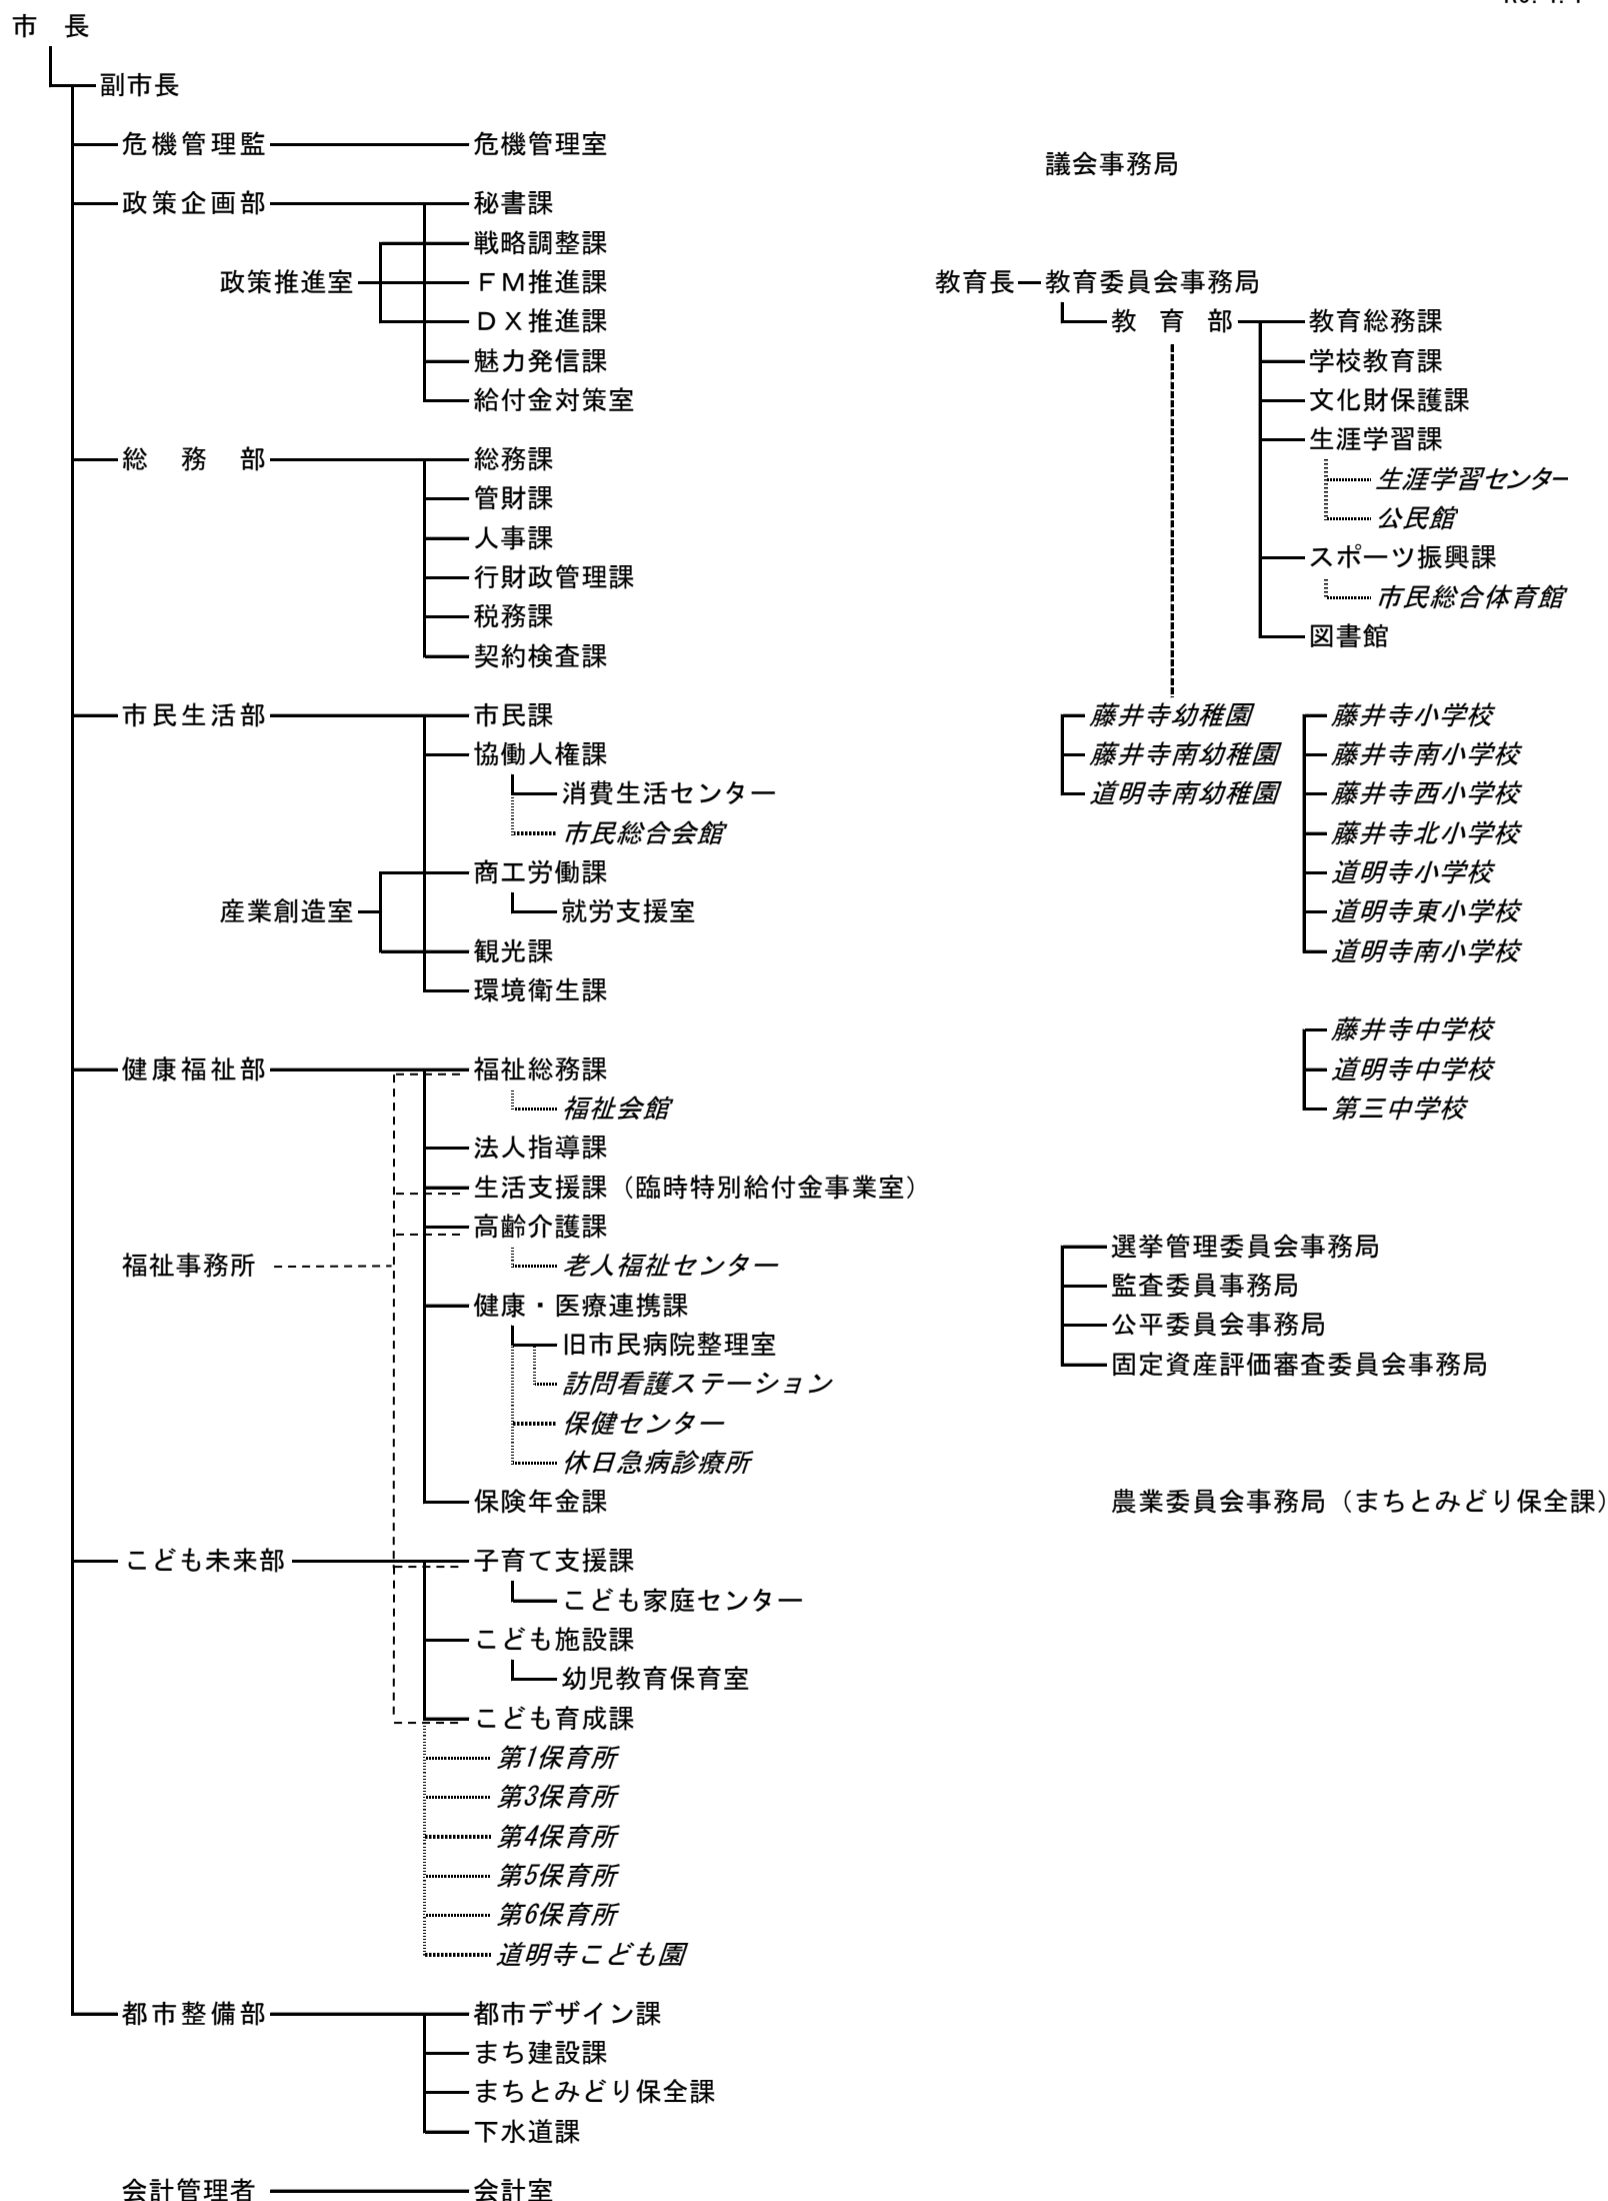 市　長
副市長
危機管理監
危機管理室
政策企画部
秘書課
戦略調整課
政策推進室
ＦＭ推進課
ＤＸ推進課
魅力発信課
給付金対策室
総　務　部
総務課
管財課
人事課
行財政管理課
税務課
契約検査課
市民生活部
市民課
協働人権課
消費生活センター
市民総合会館
商工労働課
産業創造室
就労支援室
観光課
環境衛生課
健康福祉部
福祉総務課
福祉会館
法人指導課
生活支援課（臨時特別給付金事業室）
高齢介護課
福祉事務所
老人福祉センター
健康・医療連携課
旧市民病院整理室
訪問看護ステーション
保健センター
休日急病診療所
保険年金課
こども未来部
子育て支援課
こども家庭センター
こども施設課
幼児教育保育室
こども育成課
第1保育所
第3保育所
第4保育所
第5保育所
第6保育所
道明寺こども園
都市整備部
都市デザイン課
まち建設課
まちとみどり保全課
下水道課
会計管理者
会計室
議会事務局
教育長
教育委員会事務局
教　育　部
教育総務課
学校教育課
文化財保護課
生涯学習課
生涯学習センター
公民館
スポーツ振興課
市民総合体育館
図書館
藤井寺幼稚園
藤井寺南幼稚園
道明寺南幼稚園
藤井寺小学校
藤井寺南小学校
藤井寺西小学校
藤井寺北小学校
道明寺小学校
道明寺東小学校
道明寺南小学校
藤井寺中学校
道明寺中学校
第三中学校
選挙管理委員会事務局
監査委員事務局
公平委員会事務局
固定資産評価審査委員会事務局
農業委員会事務局（まちとみどり保全課）